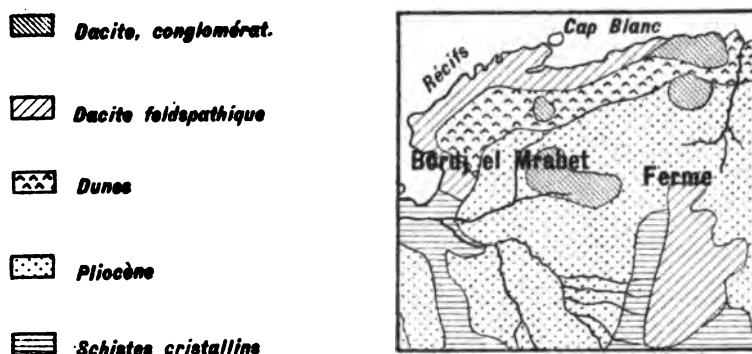 Dacite, conglomérat.
Dacite feldspathique
Dunes
Pliocène
Schistes cristallins
Cap Blanc
Récifs
Bordj el Mrabet
Ferme